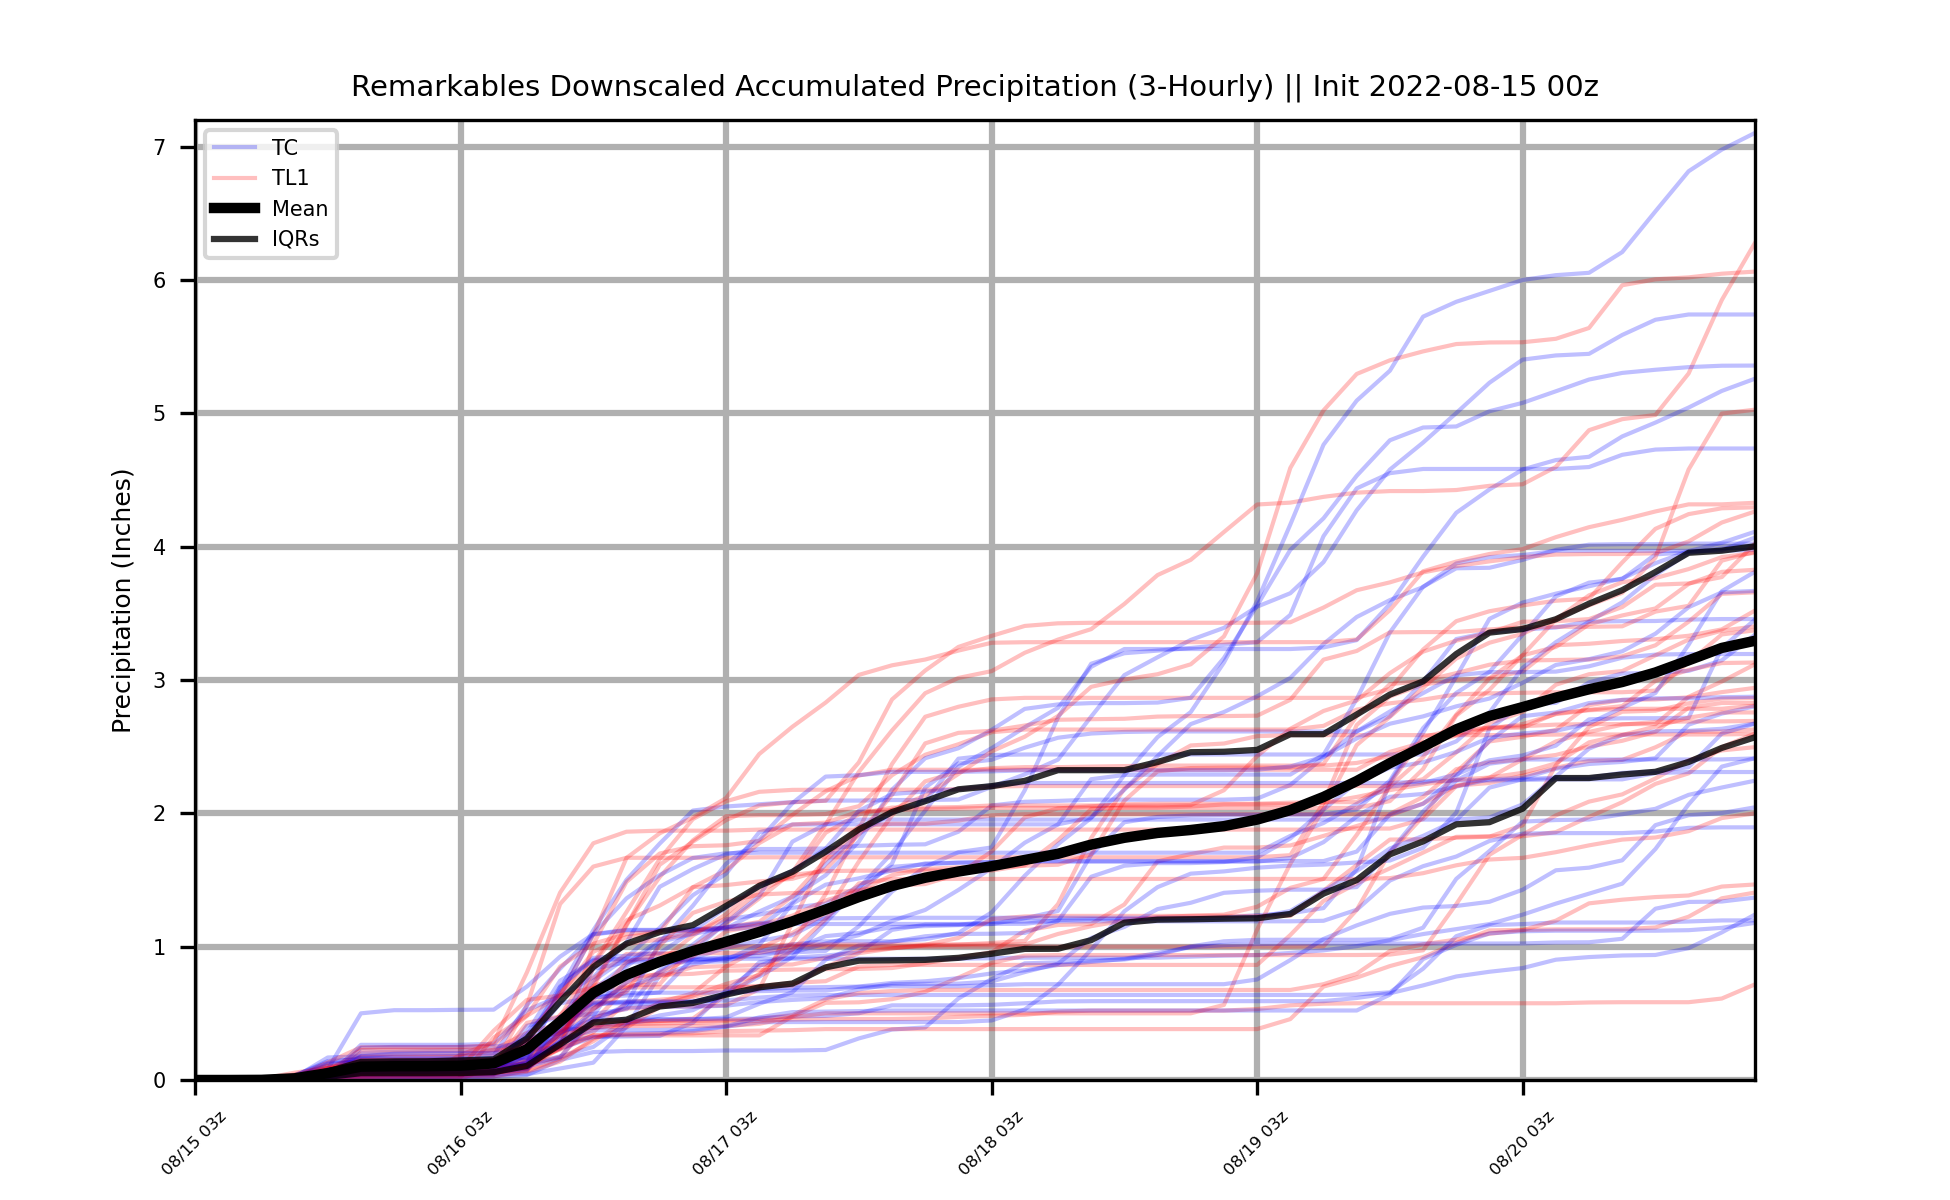 Remarkables Downscaled Accumulated Precipitation (3-Hourly) || Init 2022-08-15 00z
TC
TL1
Mean
IQRs
Precipitation (Inches)
7
6
5
4
3
2
1
0
08/15 03z
08/16 03z
08/17 03z
08/18 03z
08/19 03z
08/20 03z